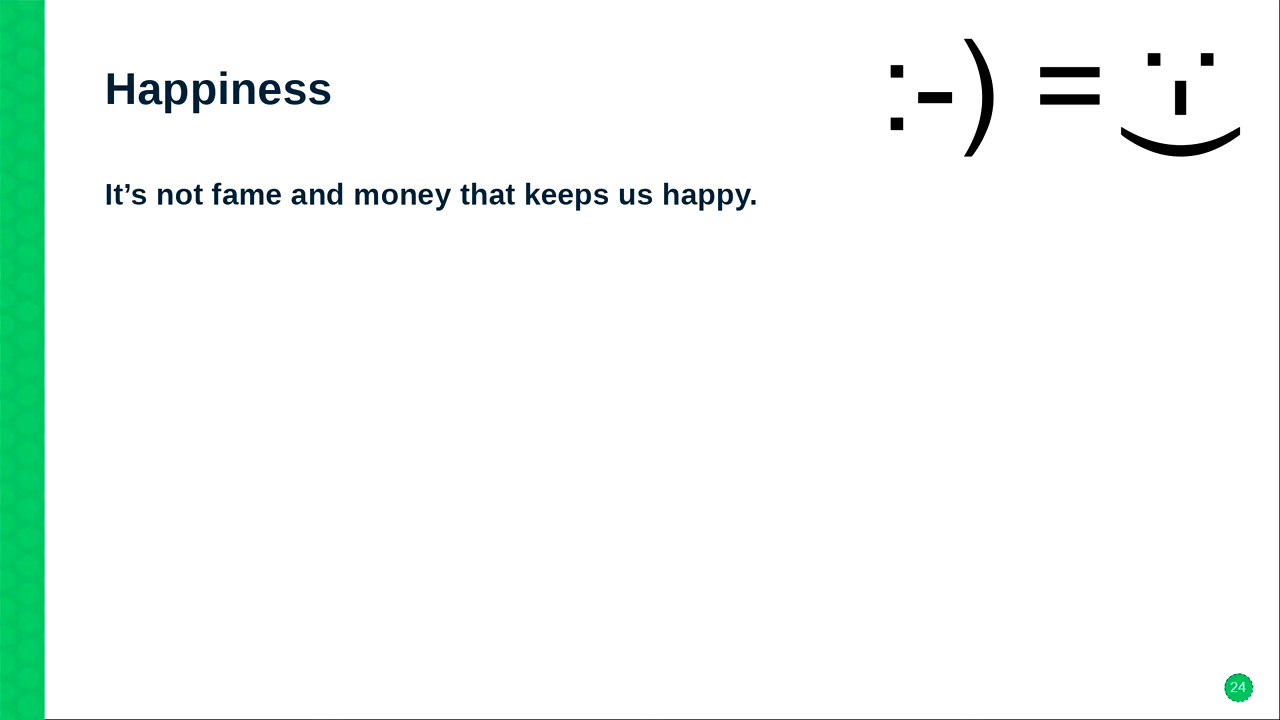 Happiness
:-) = :-)
It’s not fame and money that keeps us happy.
24